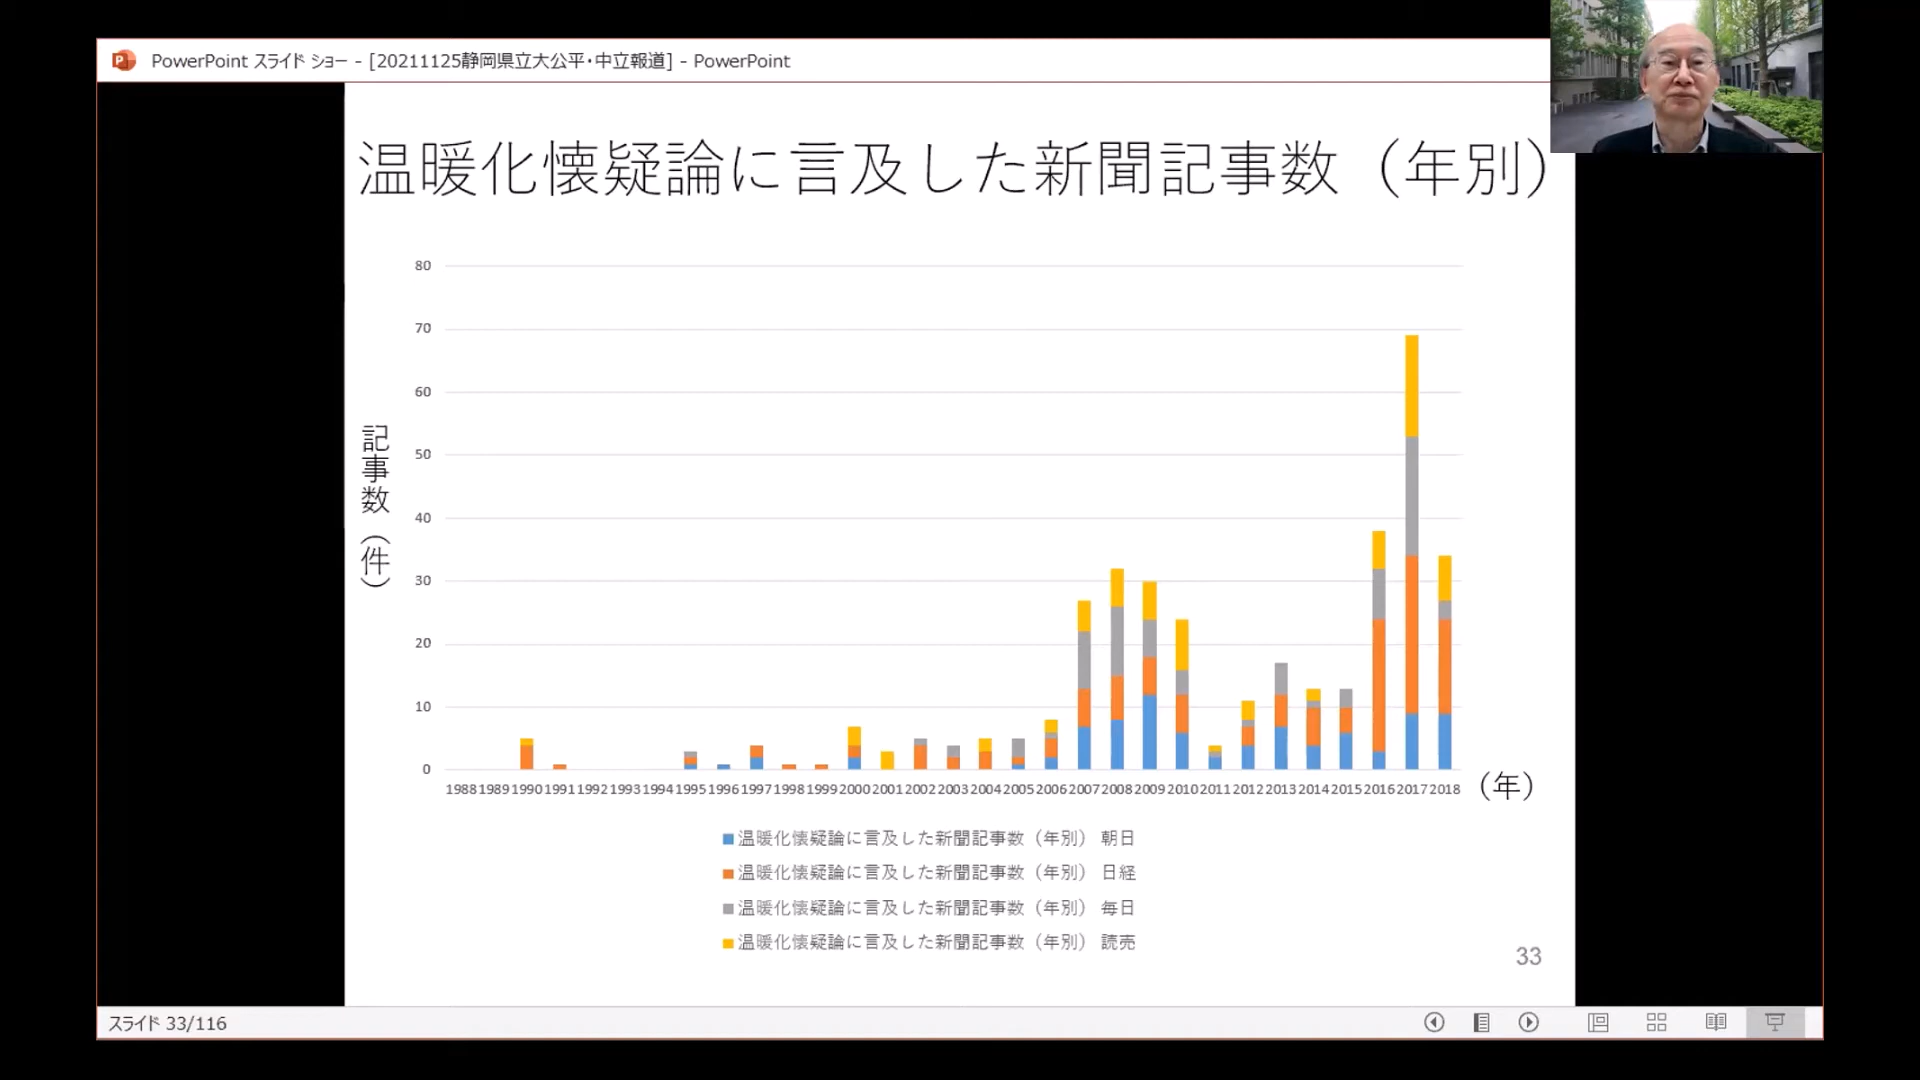 PowerPoint スライド ショー - [20211125静岡県立大公平・中立報道] - PowerPoint
温暖化懐疑論に言及した新聞記事数（年別）
80
70
60
50
40
30
20
10
0
記事数（件）
1988 1989 1990 1991 1992 1993 1994 1995 1996 1997 1998 1999 2000 2001 2002 2003 2004 2005 2006 2007 2008 2009 2010 2011 2012 2013 2014 2015 2016 2017 2018
（年）
温暖化懐疑論に言及した新聞記事数（年別） 朝日
温暖化懐疑論に言及した新聞記事数（年別） 日経
温暖化懐疑論に言及した新聞記事数（年別） 毎日
温暖化懐疑論に言及した新聞記事数（年別） 読売
33
スライド 33/116